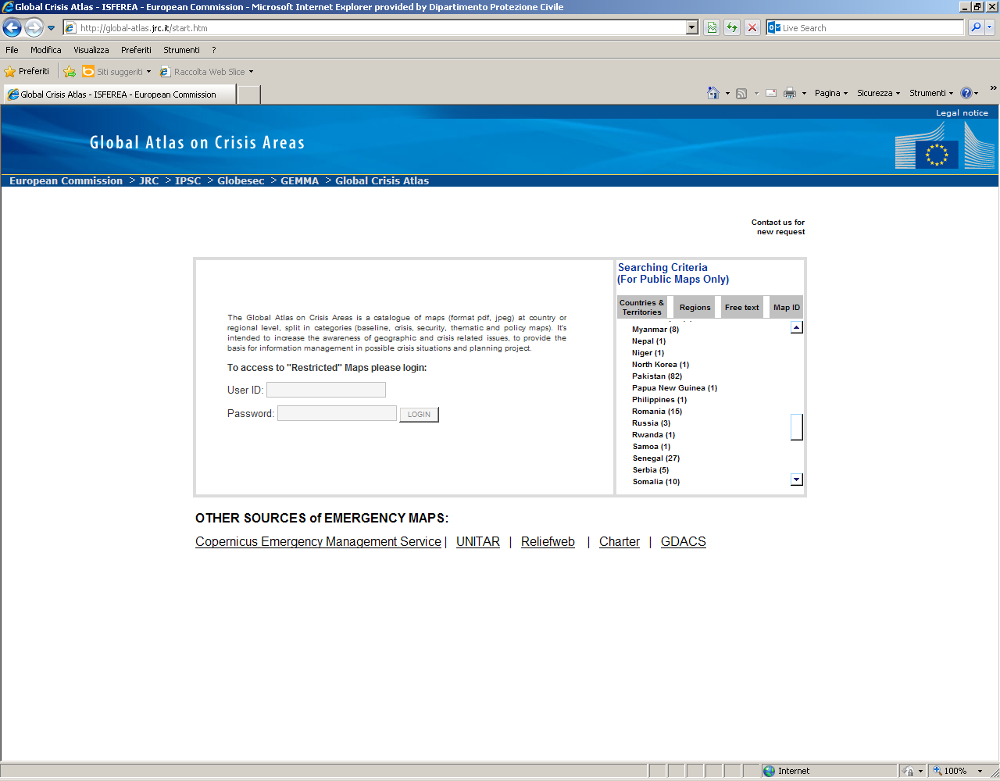 Global Crisis Atlas - ISFEREA - European Commission - Microsoft Internet Explorer provided by Dipartimento Protezione Civile
http://global-atlas.jrc.it/start.htm
Live Search
File Modifica Visualizza Preferiti Strumenti ?
Preferiti Siti suggeriti Raccolta Web Slice
Global Crisis Atlas - ISFEREA - European Commission
Pagina Sicurezza Strumenti
Legal notice
Global Atlas on Crisis Areas
European Commission > JRC > IPSC > Globesec > GEMMA > Global Crisis Atlas
Contact us for
new request
The Global Atlas on Crisis Areas is a catalogue of maps (format pdf, jpeg) at country or
regional level, split in categories (baseline, crisis, security, thematic and policy maps). It's
intended to increase the awareness of geographic and crisis related issues, to provide the
basis for information management in possible crisis situations and planning project.
To access to "Restricted" Maps please login:
User ID:
Password: LOGIN
Searching Criteria
(For Public Maps Only)
Countries &
Territories
Regions
Free text
Map ID
Myanmar (8)
Nepal (1)
Niger (1)
North Korea (1)
Pakistan (82)
Papua New Guinea (1)
Philippines (1)
Romania (15)
Russia (3)
Rwanda (1)
Samoa (1)
Senegal (27)
Serbia (5)
Somalia (10)
OTHER SOURCES of EMERGENCY MAPS:
Copernicus Emergency Management Service | UNITAR | Reliefweb | Charter | GDACS
Internet
100%